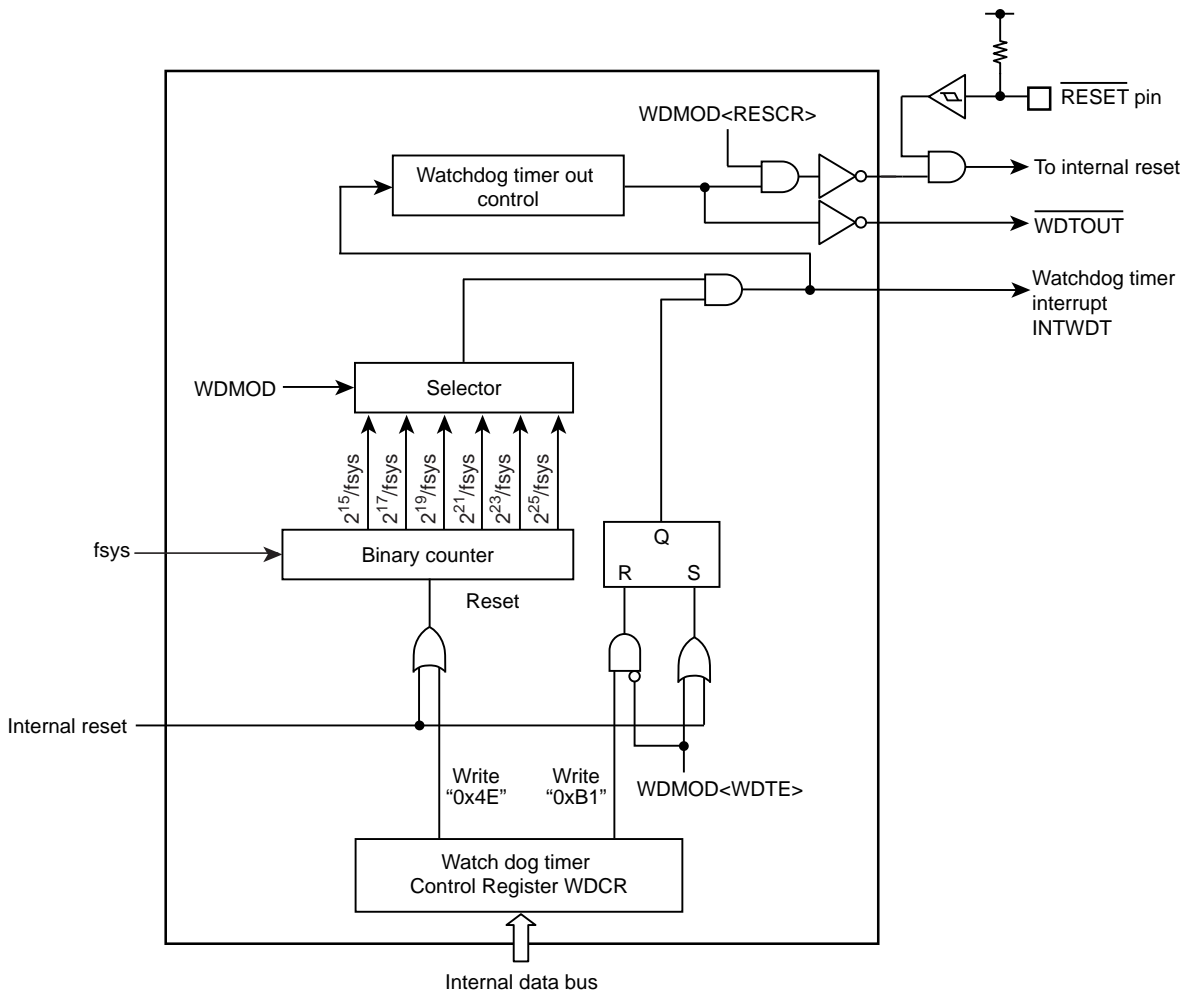 WDMOD<RESCR>
RESET pin
Watchdog timer out
control
To internal reset
WDTOUT
Watchdog timer
interrupt
INTWDT
WDMOD
Selector
2^15/fsys
2^17/fsys
2^19/fsys
2^21/fsys
2^23/fsys
2^25/fsys
fsys
Binary counter
Reset
Q
R S
Internal reset
Write
“0x4E”
Write
“0xB1”
WDMOD<WDTE>
Watch dog timer
Control Register WDCR
Internal data bus